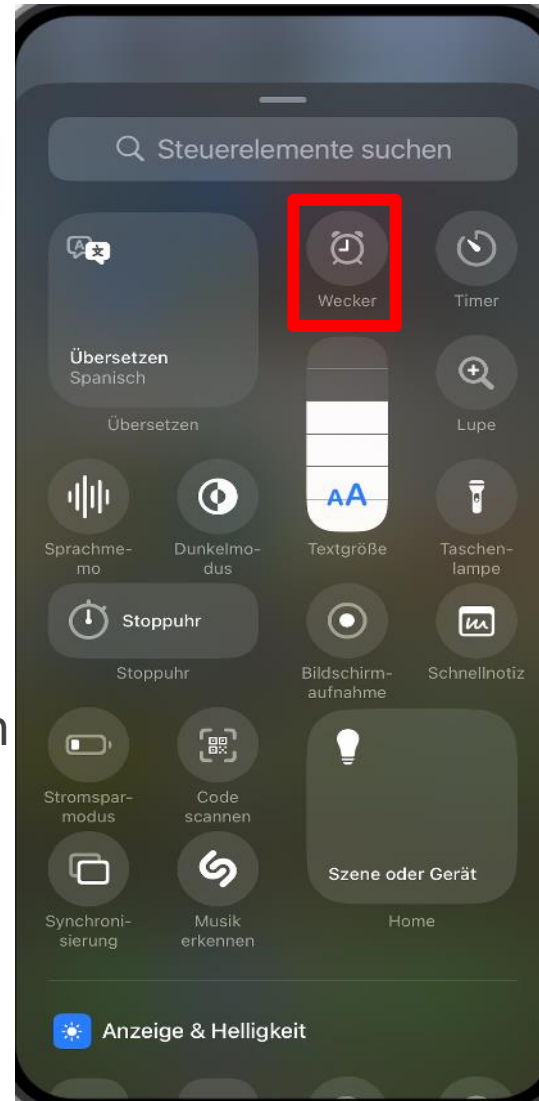 Steuerelemente suchen
Wecker
Timer
Übersetzen
Spanisch
Übersetzen
Lupe
AA
Sprachme-
mo
Dunkelmo-
dus
Textgröße
Taschen-
lampe
Stoppuhr
Stoppuhr
Bildschirm-
aufnahme
Schnellnotiz
n
Stromspar-
modus
Code
scannen
Szene oder Gerät
Synchroni-
sierung
Musik
erkennen
Home
Anzeige & Helligkeit